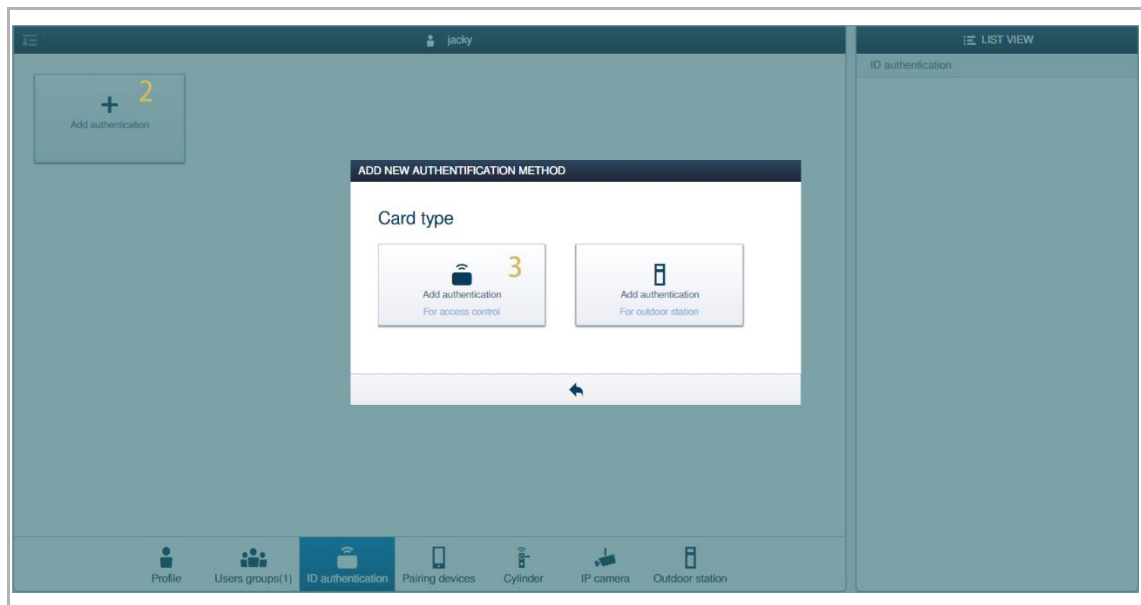 jacky
LIST VIEW
ID authentication
2
Add authentication
ADD NEW AUTHENTIFICATION METHOD
Card type
3
Add authentication
For access control
Add authentication
For outdoor station
Profile
Users groups(1)
ID authentication
Pairing devices
Cylinder
IP camera
Outdoor station